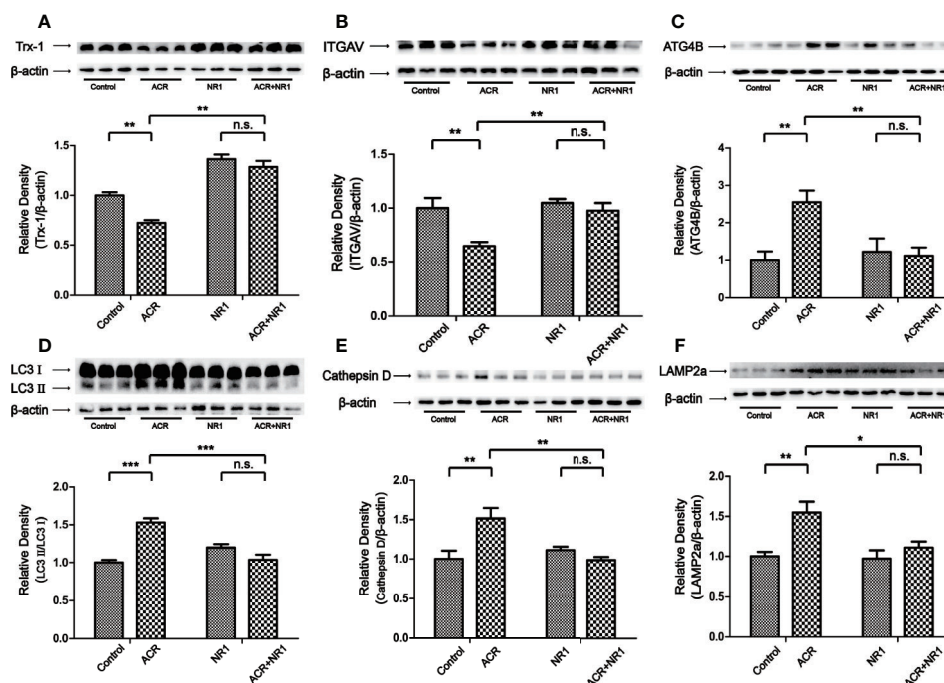 A
Trx-1
β-actin
Control ACR NR1 ACR+NR1
**
** n.s.
Relative Density
(Trx-1/β-actin)
1.5
1.0
0.5
0.0
Control ACR NR1 ACR+NR1
B
ITGAV
β-actin
Control ACR NR1 ACR+NR1
**
** n.s.
Relative Density
(ITGAV/β-actin)
1.5
1.0
0.5
0.0
Control ACR NR1 ACR+NR1
C
ATG4B
β-actin
Control ACR NR1 ACR+NR1
**
** n.s.
Relative Density
(ATG4B/β-actin)
4
3
2
1
0
Control ACR NR1 ACR+NR1
D
LC3 I
LC3 II
β-actin
Control ACR NR1 ACR+NR1
***
*** n.s.
Relative Density
(LC3 II/LC3 I)
2.0
1.5
1.0
0.5
0.0
Control ACR NR1 ACR+NR1
E
Cathepsin D
β-actin
Control ACR NR1 ACR+NR1
**
** n.s.
Relative Density
(Cathepsin D/β-actin)
2.0
1.5
1.0
0.5
0.0
Control ACR NR1 ACR+NR1
F
LAMP2a
β-actin
Control ACR NR1 ACR+NR1
*
** n.s.
Relative Density
(LAMP2a/β-actin)
2.0
1.5
1.0
0.5
0.0
Control ACR NR1 ACR+NR1